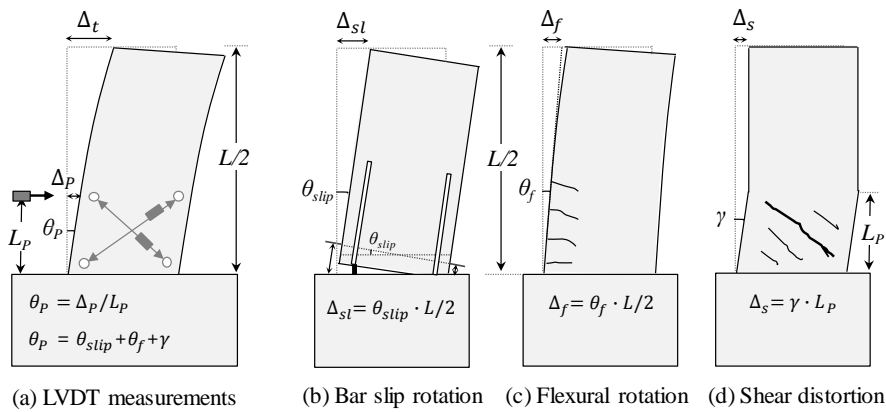 Δₜ
Δ_P
L_P
θ_P
L/2
θ_P = Δ_P/L_P
θ_P = θ_slip+θ_f+γ
(a) LVDT measurements
Δ_sl
θ_slip
θ_slip
L/2
Δ_sl= θ_slip · L/2
(b) Bar slip rotation
Δ_f
θ_f
Δ_f = θ_f · L/2
(c) Flexural rotation
Δ_s
γ
L_P
Δ_s = γ · L_P
(d) Shear distortion